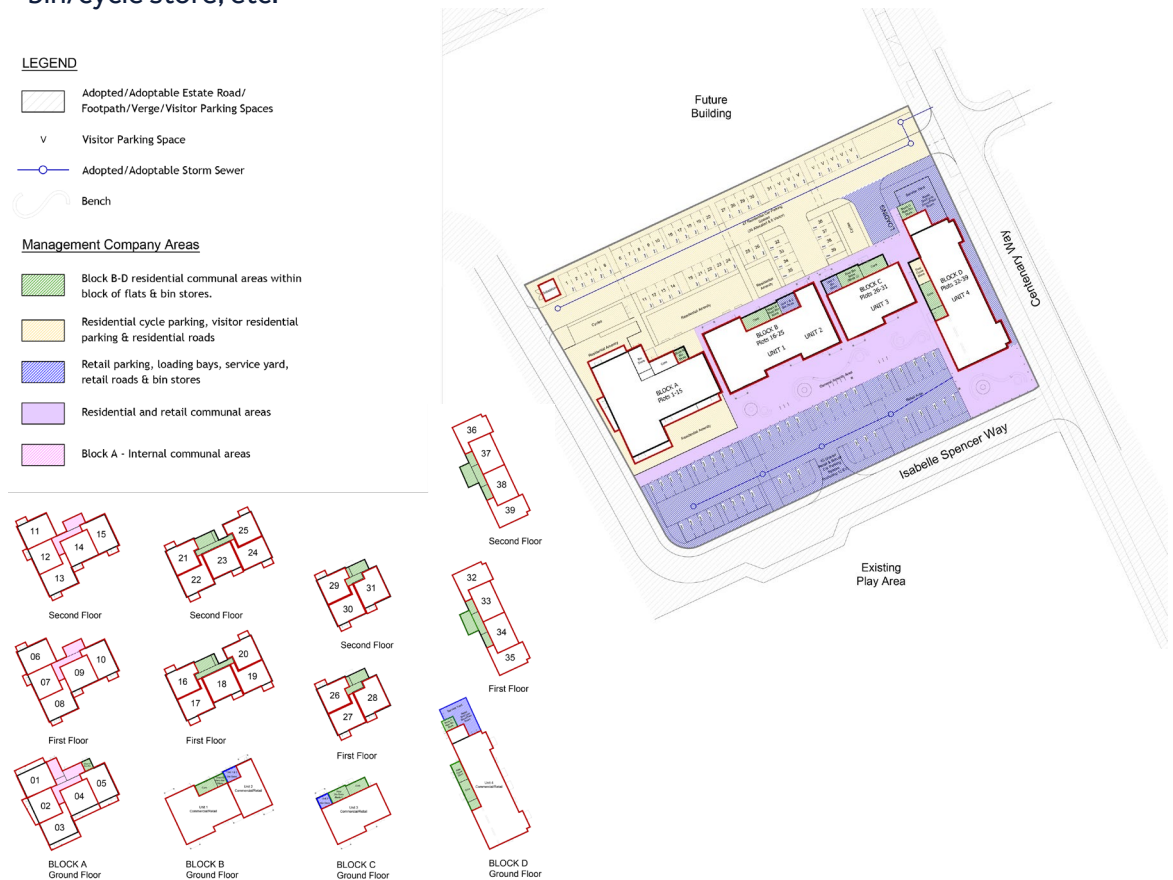 bin/cycle store, etc.
LEGEND
Adopted/Adoptable Estate Road/
Footpath/Verge/Visitor Parking Spaces
V
Visitor Parking Space
Adopted/Adoptable Storm Sewer
Bench
Management Company Areas
Block B-D residential communal areas within
block of flats & bin stores.
Residential cycle parking, visitor residential
parking & residential roads
Retail parking, loading bays, service yard,
retail roads & bin stores
Residential and retail communal areas
Block A - Internal communal areas
Future
Building
LOADING
Cycles
Residential Amenity
Residential Amenity
Residential Amenity
BLOCK A
Plots 1-15
BLOCK B
Plots 16-25
UNIT 1
UNIT 2
BLOCK C
Plots 26-31
UNIT 3
BLOCK D
Plots 32-39
UNIT 4
Centenary Way
Isabelle Spencer Way
Existing
Play Area
36
37
38
39
Second Floor
11
12
13
14
15
Second Floor
21
22
23
24
25
Second Floor
29
30
31
Second Floor
32
33
34
35
First Floor
06
07
08
09
10
First Floor
16
17
18
19
20
First Floor
26
27
28
First Floor
01
02
03
04
05
BLOCK A
Ground Floor
Unit 1
Commercial/Retail
Unit 2
Commercial/Retail
BLOCK B
Ground Floor
Unit 3
Commercial/Retail
BLOCK C
Ground Floor
Unit 4
Commercial/Retail
BLOCK D
Ground Floor